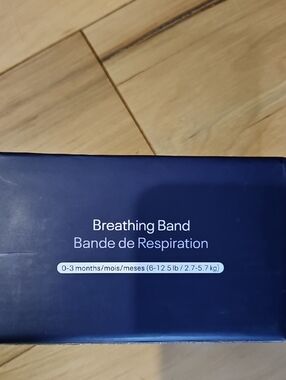 Breathing Band
Bande de Respiration
0-3 months/mois/meses (6-12.5 lb / 2.7-5.7 kg)